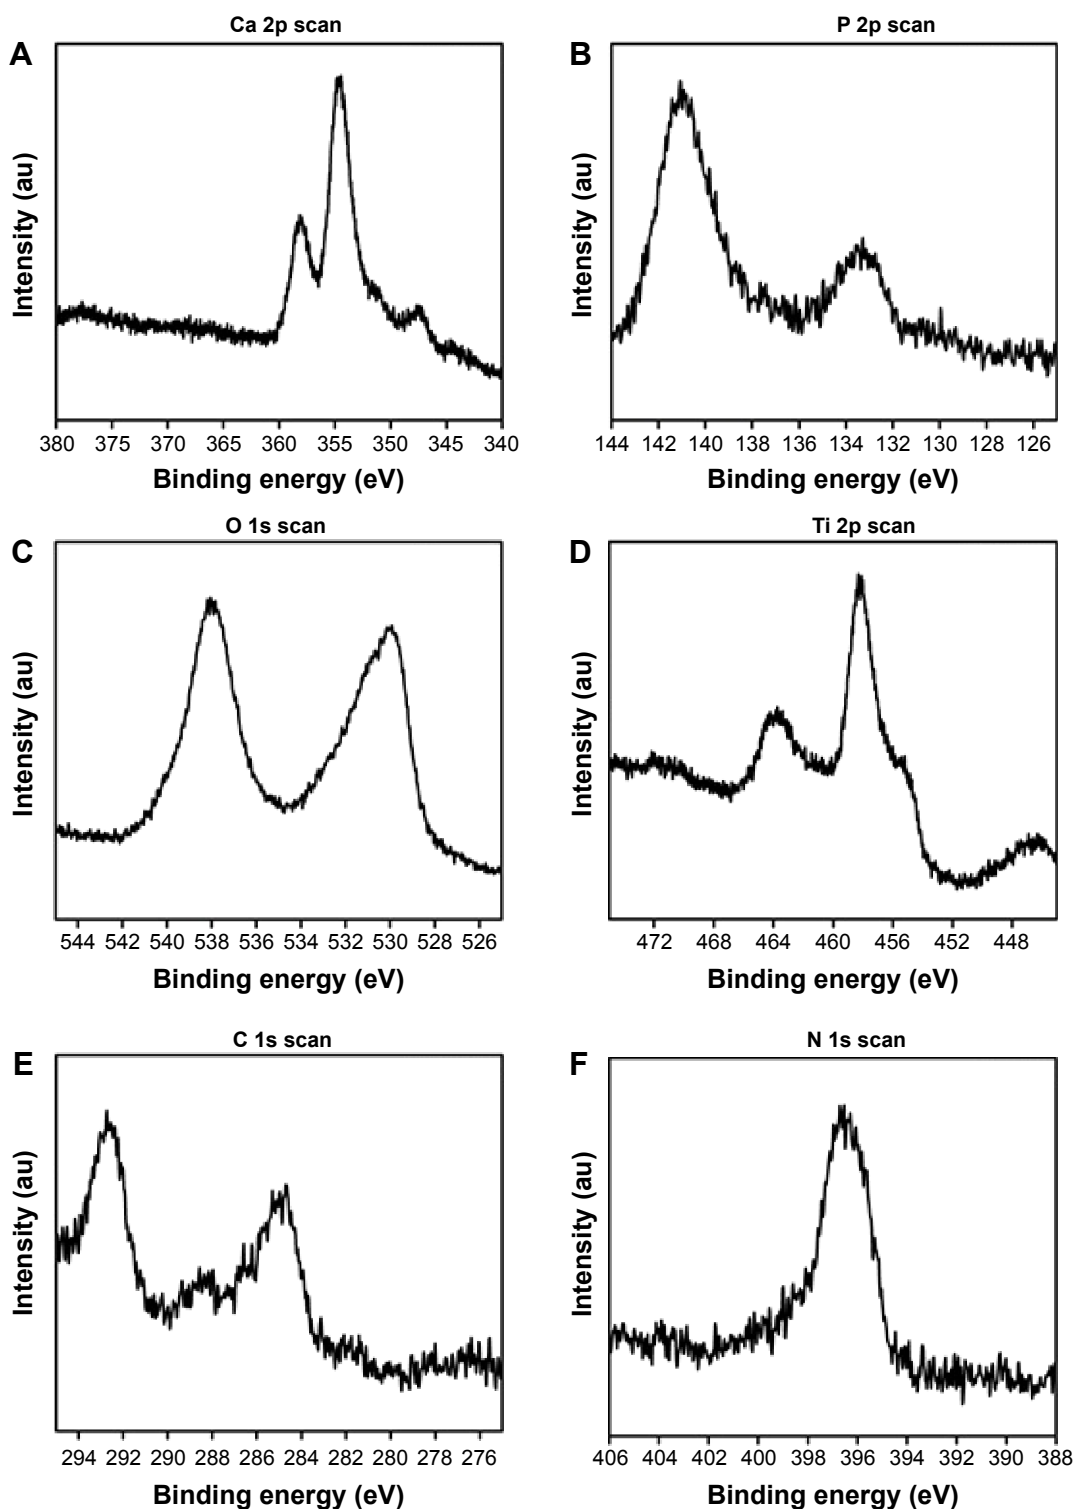 Ca 2p scan
A
Intensity (au)
380 375 370 365 360 355 350 345 340
Binding energy (eV)
P 2p scan
B
Intensity (au)
144 142 140 138 136 134 132 130 128 126
Binding energy (eV)
O 1s scan
C
Intensity (au)
544 542 540 538 536 534 532 530 528 526
Binding energy (eV)
Ti 2p scan
D
Intensity (au)
472 468 464 460 456 452 448
Binding energy (eV)
C 1s scan
E
Intensity (au)
294 292 290 288 286 284 282 280 278 276
Binding energy (eV)
N 1s scan
F
Intensity (au)
406 404 402 400 398 396 394 392 390 388
Binding energy (eV)